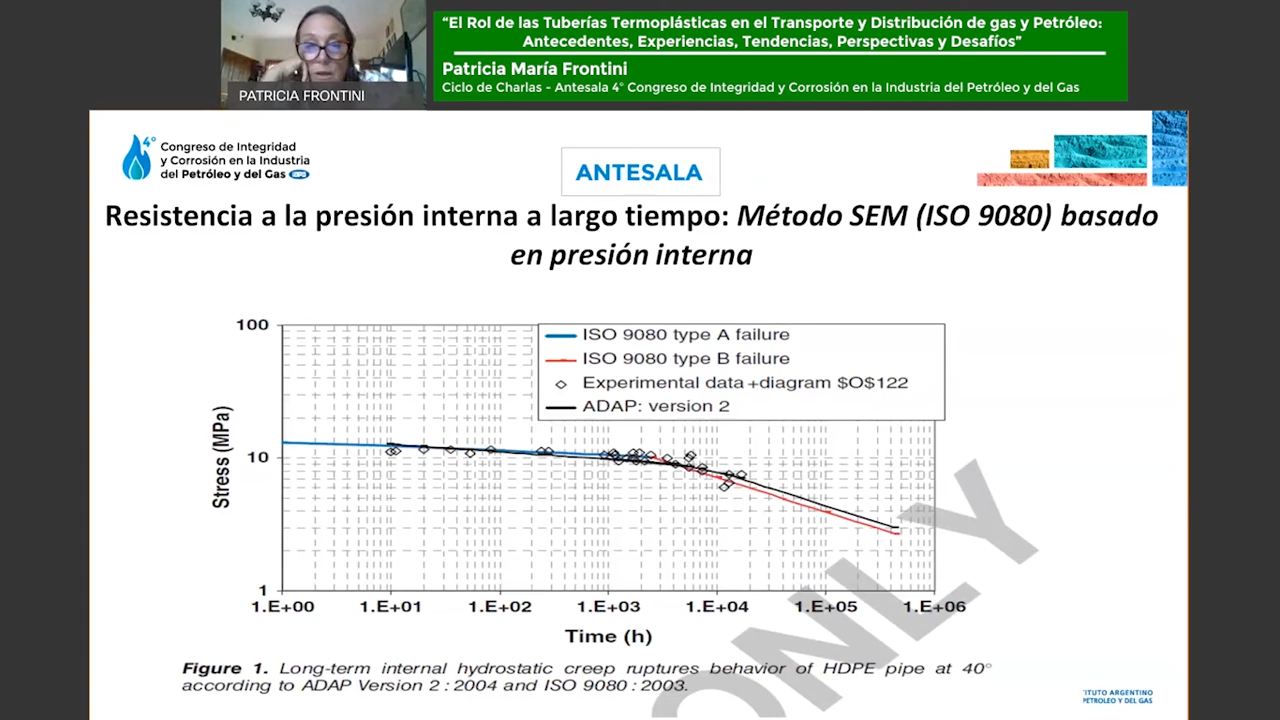 PATRICIA FRONTINI
“El Rol de las Tuberías Termoplásticas en el Transporte y Distribución de gas y Petróleo:
Antecedentes, Experiencias, Tendencias, Perspectivas y Desafíos”
Patricia María Frontini
Ciclo de Charlas - Antesala 4° Congreso de Integridad y Corrosión en la Industria del Petróleo y del Gas
4°
Congreso de Integridad
y Corrosión en la Industria
del Petróleo y del Gas
ANTESALA
Resistencia a la presión interna a largo tiempo: Método SEM (ISO 9080) basado
en presión interna
ISO 9080 type A failure
ISO 9080 type B failure
Experimental data +diagram $O$122
ADAP: version 2
Stress (MPa)
100
10
1
1.E+00 1.E+01 1.E+02 1.E+03 1.E+04 1.E+05 1.E+06
Time (h)
Figure 1. Long-term internal hydrostatic creep ruptures behavior of HDPE pipe at 40°
according to ADAP Version 2 : 2004 and ISO 9080 : 2003.
ONLY
ITUTO ARGENTINO
PETROLEO Y DEL GAS